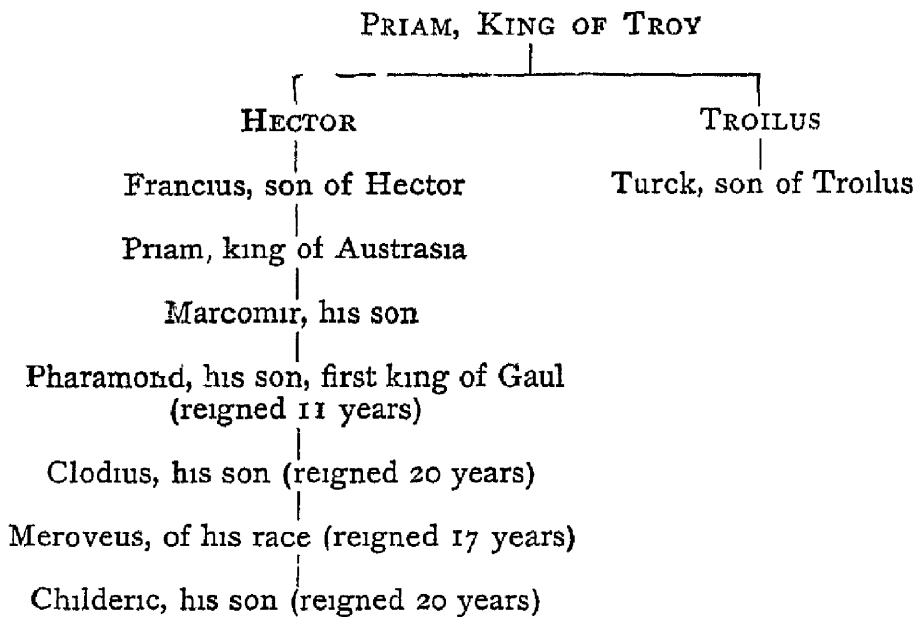 PRIAM, KING OF TROY
HECTOR TROILUS
Francius, son of Hector Turck, son of Troilus
Priam, king of Austrasia
Marcomir, his son
Pharamond, his son, first king of Gaul
(reigned 11 years)
Clodius, his son (reigned 20 years)
Meroveus, of his race (reigned 17 years)
Childeric, his son (reigned 20 years)